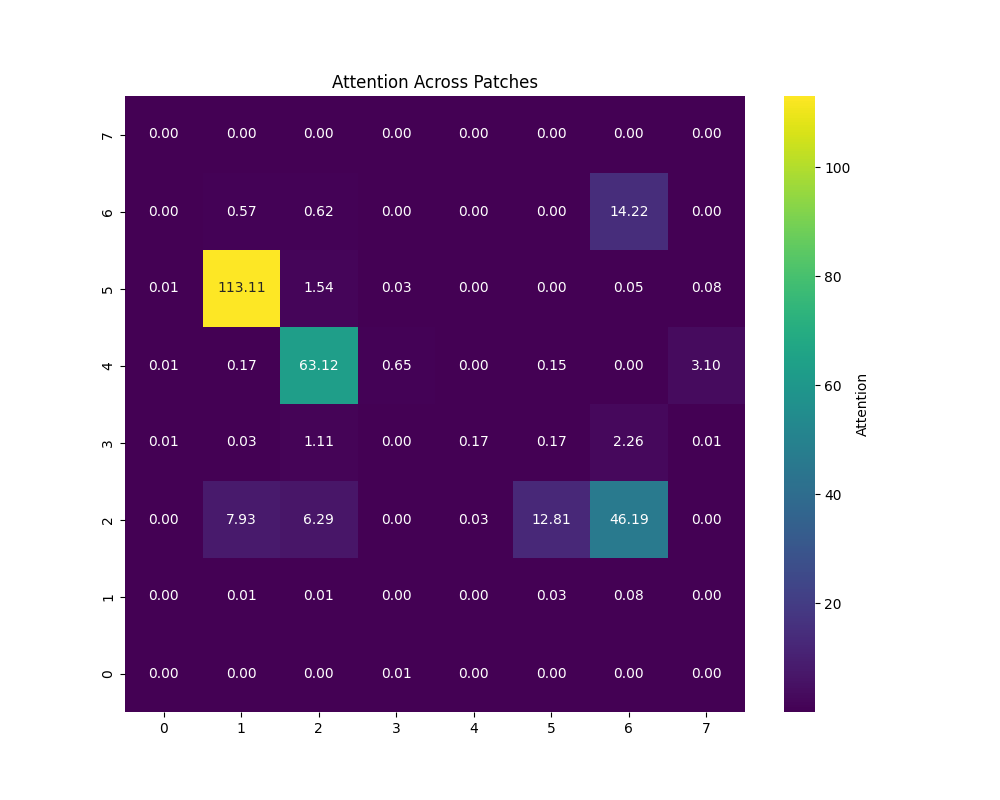 Attention Across Patches
7 0.00 0.00 0.00 0.00 0.00 0.00 0.00 0.00
6 0.00 0.57 0.62 0.00 0.00 0.00 14.22 0.00
5 0.01 113.11 1.54 0.03 0.00 0.00 0.05 0.08
4 0.01 0.17 63.12 0.65 0.00 0.15 0.00 3.10
3 0.01 0.03 1.11 0.00 0.17 0.17 2.26 0.01
2 0.00 7.93 6.29 0.00 0.03 12.81 46.19 0.00
1 0.00 0.01 0.01 0.00 0.00 0.03 0.08 0.00
0 0.00 0.00 0.00 0.01 0.00 0.00 0.00 0.00
0 1 2 3 4 5 6 7
100
80
60
40
20
Attention